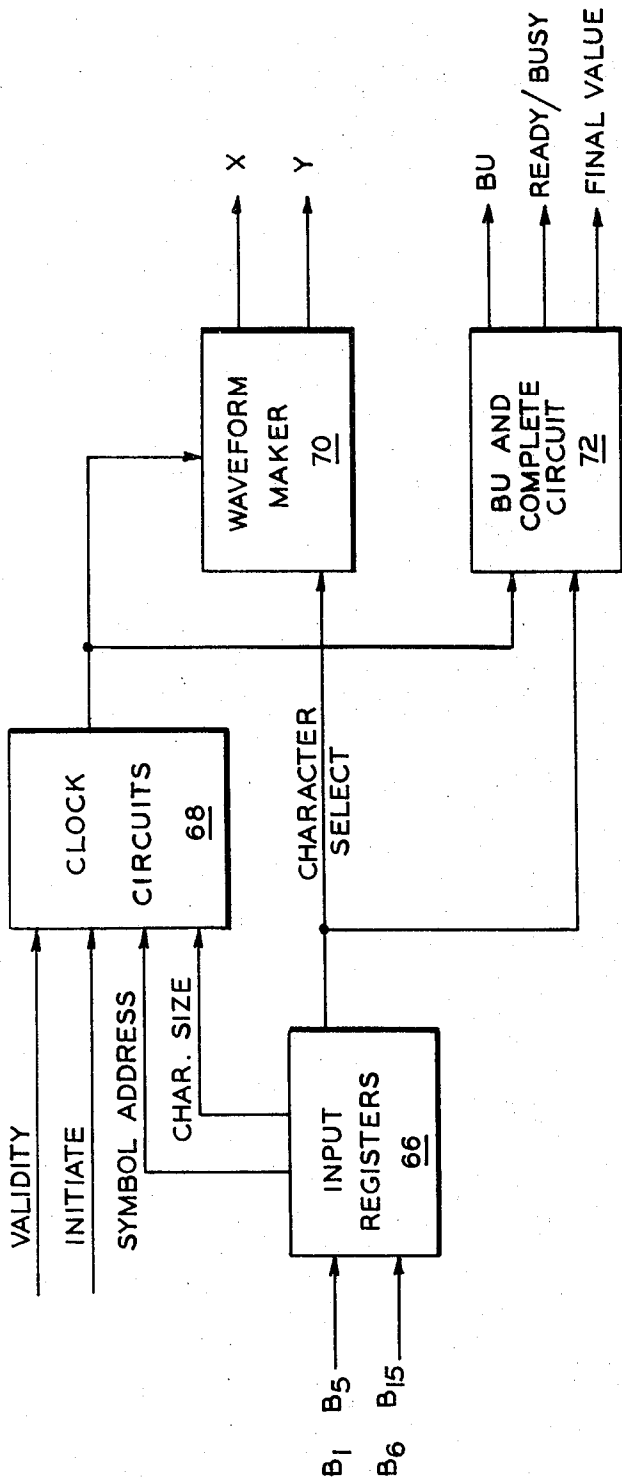 VALIDITY
INITIATE
SYMBOL ADDRESS
CHAR. SIZE
CLOCK
CIRCUITS
68
B1 B5
B6 B15
INPUT
REGISTERS
66
CHARACTER
SELECT
WAVEFORM
MAKER
70
X
Y
BU AND
COMPLETE
CIRCUIT
72
BU
READY/BUSY
FINAL VALUE